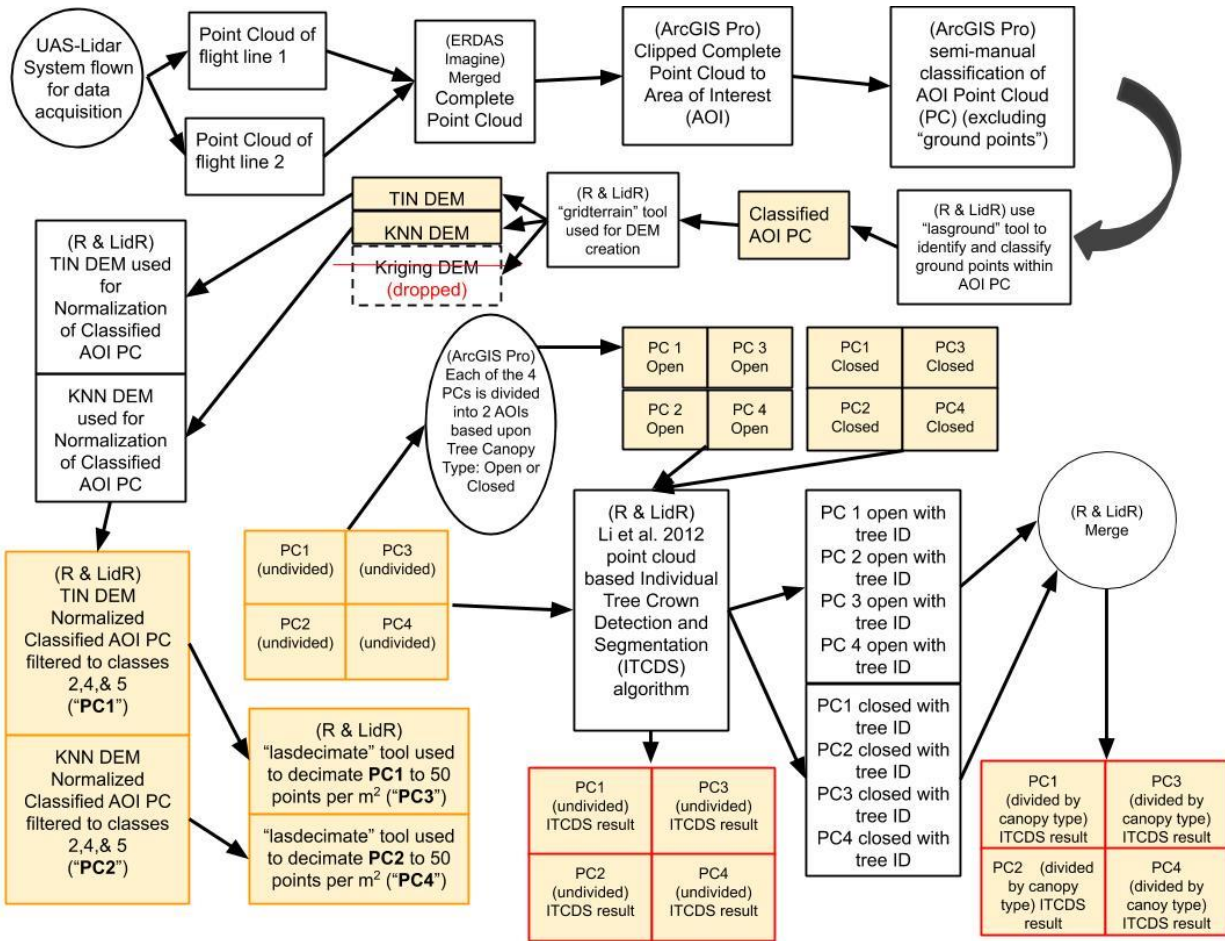 UAS-Lidar
System flown
for data
acquisition
Point Cloud of
flight line 1
Point Cloud of
flight line 2
(ERDAS
Imagine)
Merged
Complete
Point Cloud
(ArcGIS Pro)
Clipped Complete
Point Cloud to
Area of Interest
(AOI)
(ArcGIS Pro)
semi-manual
classification of
AOI Point Cloud
(PC) (excluding
“ground points”)
(R & LidR) use
“lasground” tool to
identify and classify
ground points within
AOI PC
Classified
AOI PC
(R & LidR)
“gridterrain” tool
used for DEM
creation
TIN DEM
KNN DEM
Kriging DEM
(dropped)
(R & LidR)
TIN DEM used
for
Normalization
of Classified
AOI PC
KNN DEM
used for
Normalization
of Classified
AOI PC
(R & LidR)
TIN DEM
Normalized
Classified AOI PC
filtered to classes
2,4,& 5
(“PC1”)
KNN DEM
Normalized
Classified AOI PC
filtered to classes
2,4,& 5
(“PC2”)
(R & LidR)
“lasdecimate” tool used
to decimate PC1 to 50
points per m² (“PC3”)
“lasdecimate” tool used
to decimate PC2 to 50
points per m² (“PC4”)
PC1
(undivided)
PC3
(undivided)
PC2
(undivided)
PC4
(undivided)
(ArcGIS Pro)
Each of the 4
PCs is divided
into 2 AOIs
based upon
Tree Canopy
Type: Open or
Closed
PC 1
Open
PC 3
Open
PC 2
Open
PC 4
Open
PC1
Closed
PC3
Closed
PC2
Closed
PC4
Closed
(R & LidR)
Li et al. 2012
point cloud
based Individual
Tree Crown
Detection and
Segmentation
(ITCDS)
algorithm
PC 1 open with
tree ID
PC 2 open with
tree ID
PC 3 open with
tree ID
PC 4 open with
tree ID
PC1 closed with
tree ID
PC2 closed with
tree ID
PC3 closed with
tree ID
PC4 closed with
tree ID
(R & LidR)
Merge
PC1
(undivided)
ITCDS result
PC3
(undivided)
ITCDS result
PC2
(undivided)
ITCDS result
PC4
(undivided)
ITCDS result
PC1
(divided by
canopy type)
ITCDS result
PC3
(divided by
canopy type)
ITCDS result
PC2 (divided
by canopy
type) ITCDS
result
PC4
(divided by
canoy type)
ITCDS result